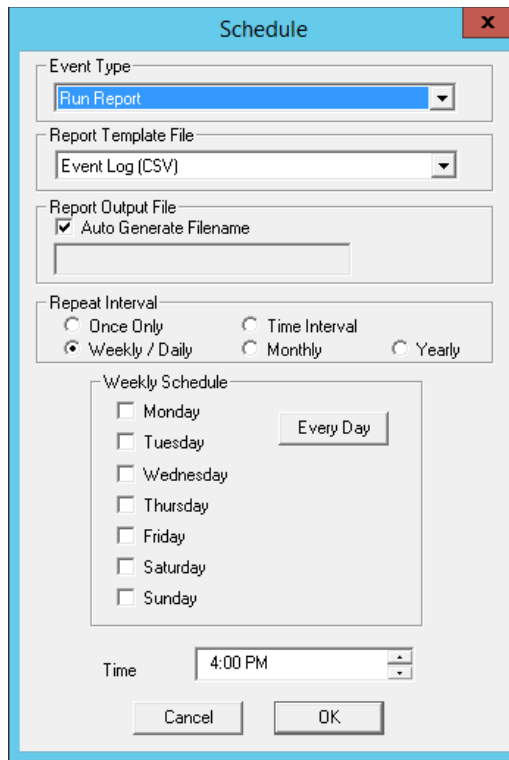 Schedule
x
Event Type
Run Report
Report Template File
Event Log (CSV)
Report Output File
Auto Generate Filename
Repeat Interval
Once Only Time Interval
Weekly / Daily Monthly Yearly
Weekly Schedule
Monday
Every Day
Tuesday
Wednesday
Thursday
Friday
Saturday
Sunday
Time 4:00 PM
Cancel OK